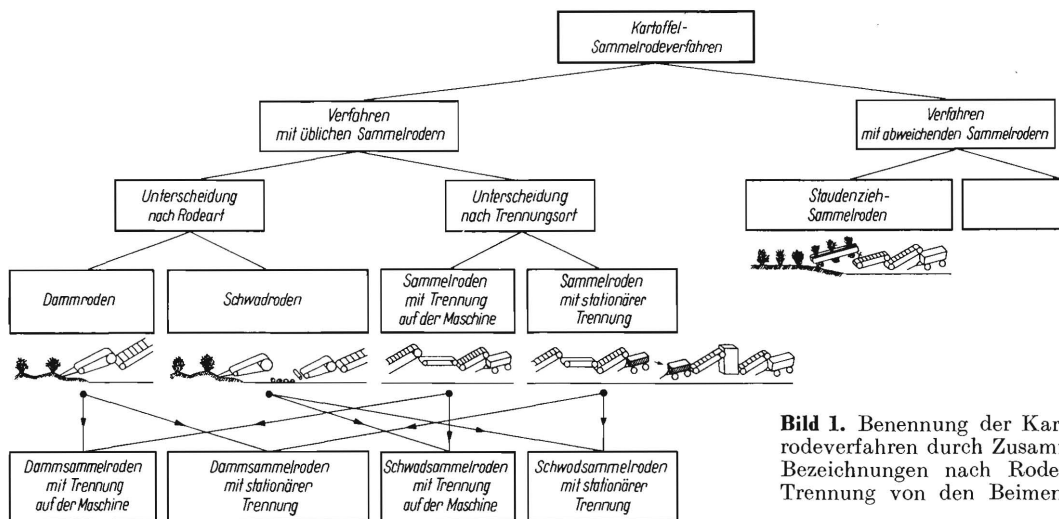 Kartoffel-
Sammelrodeverfahren
Verfahren
mit üblichen Sammelrodern
Verfahren
mit abweichenden Sammelrodern
Unterscheidung
nach Rodeart
Unterscheidung
nach Trennungsort
Staudenzieh-
Sammelroden
Dammroden
Schwadroden
Sammelroden
mit Trennung
auf der Maschine
Sammelroden
mit stationärer
Trennung
Dammsammelroden
mit Trennung
auf der Maschine
Dammsammelroden
mit stationärer
Trennung
Schwadsammelroden
mit Trennung
auf der Maschine
Schwadsammelroden
mit stationärer
Trennung
Bild 1. Benennung der Kar
rodeverfahren durch Zusam
Bezeichnungen nach Rode
Trennung von den Beimen